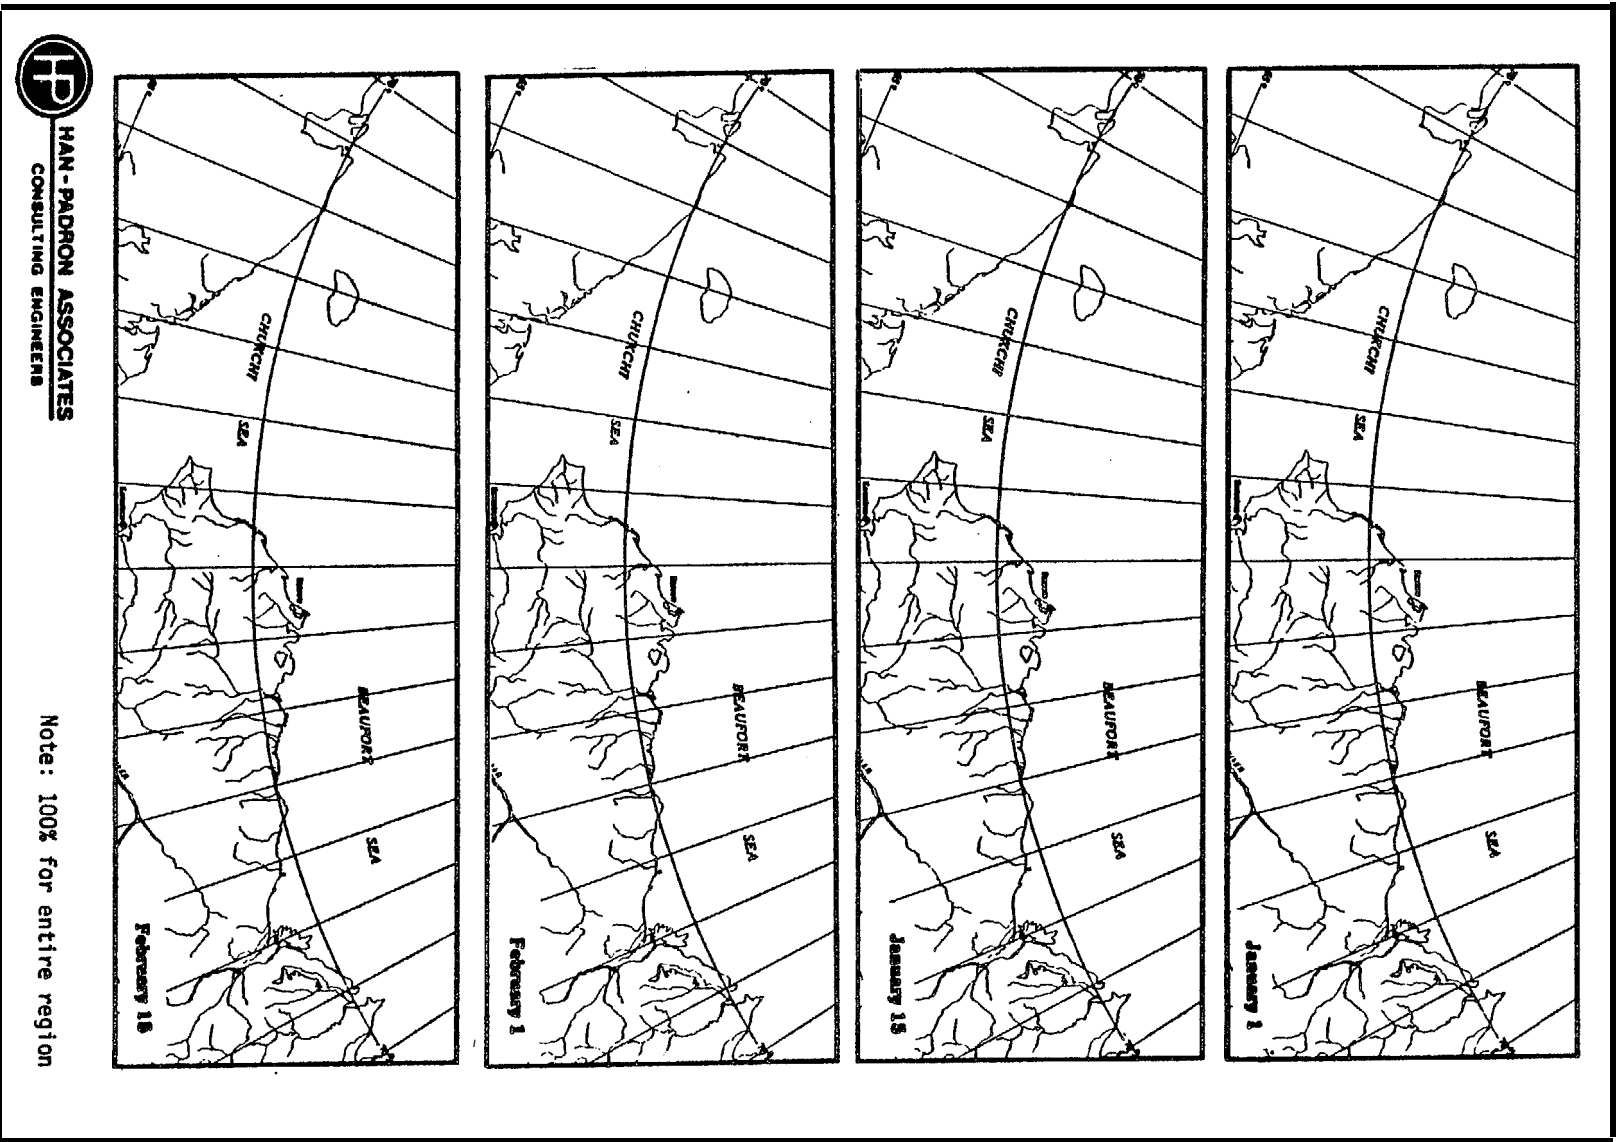 CHUKCHI
SEA
BEAUFORT
SEA
January 1
CHUKCHI
SEA
BEAUFORT
SEA
January 15
CHUKCHI
SEA
BEAUFORT
SEA
February 1
CHUKCHI
SEA
BEAUFORT
SEA
February 15
HP
HAN-PADRON ASSOCIATES
CONSULTING ENGINEERS
Note: 100% for entire region